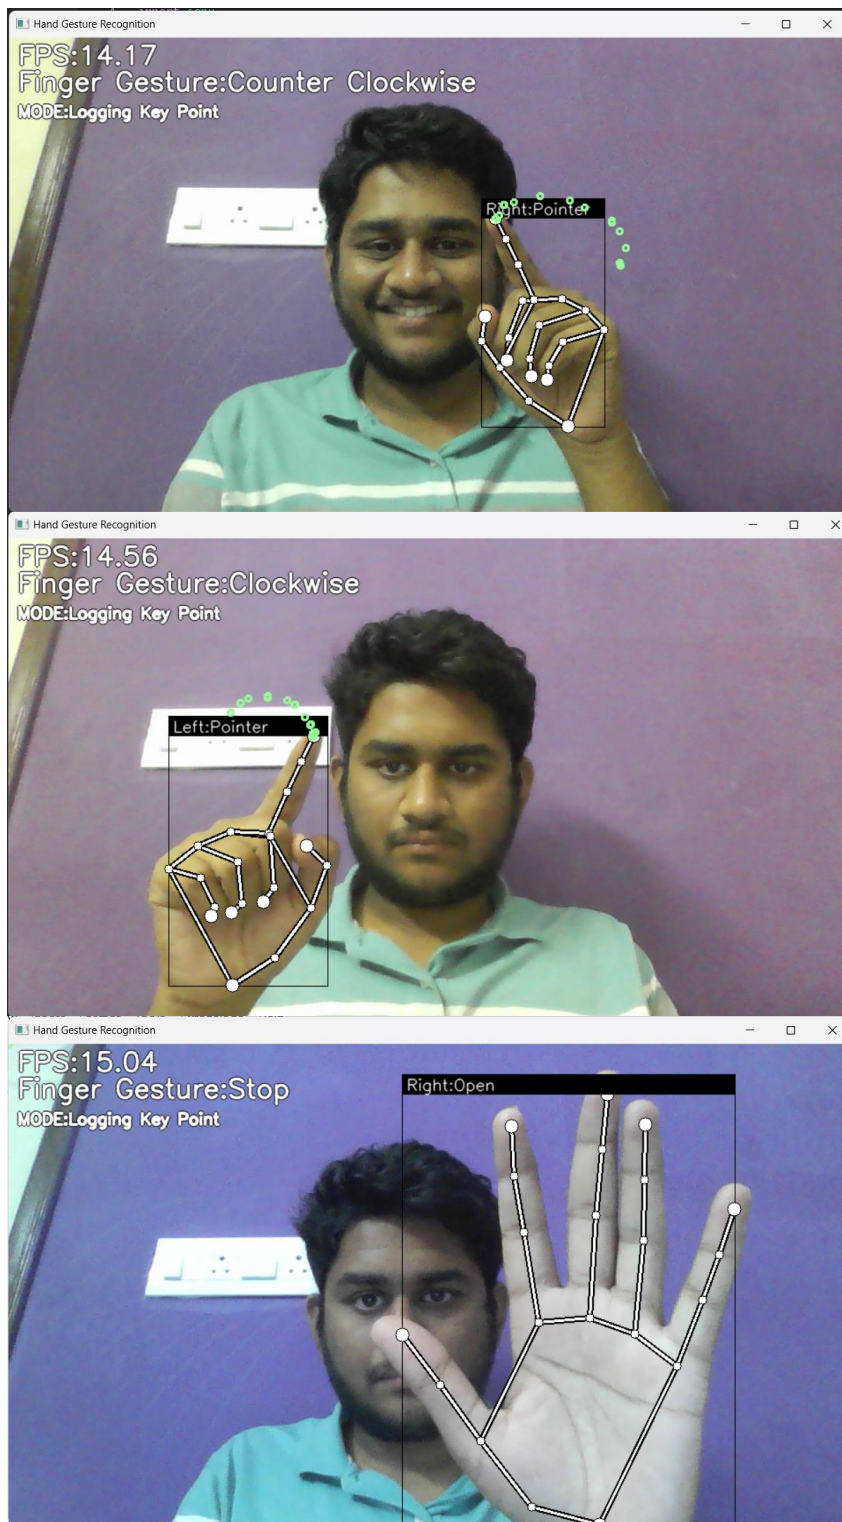 Hand Gesture Recognition
FPS:14.17
Finger Gesture:Counter Clockwise
MODE:Logging Key Point
Right:Pointer
Hand Gesture Recognition
FPS:14.56
Finger Gesture:Clockwise
MODE:Logging Key Point
Left:Pointer
Hand Gesture Recognition
FPS:15.04
Finger Gesture:Stop
MODE:Logging Key Point
Right:Open